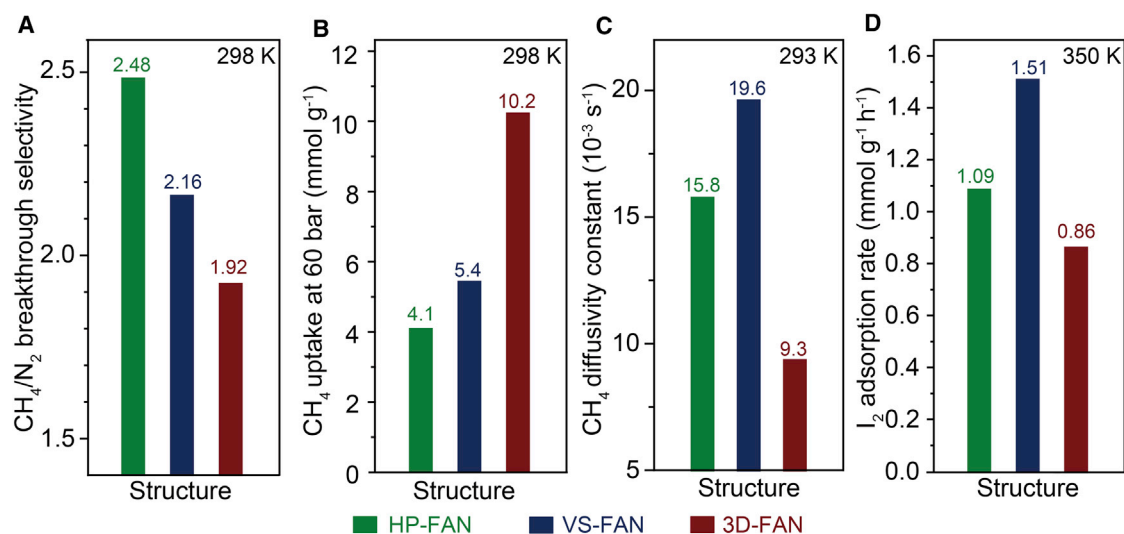 A
298 K
CH₄/N₂ breakthrough selectivity
2.5
2.0
1.5
2.48
2.16
1.92
Structure
B
298 K
CH₄ uptake at 60 bar (mmol g⁻¹)
12
10
8
6
4
2
0
4.1
5.4
10.2
Structure
C
293 K
CH₄ diffusivity constant (10⁻³ s⁻¹)
20
15
10
5
15.8
19.6
9.3
Structure
D
350 K
I₂ adsorption rate (mmol g⁻¹ h⁻¹)
1.6
1.4
1.2
1.0
0.8
0.6
0.4
0.2
0.0
1.09
1.51
0.86
Structure
HP-FAN
VS-FAN
3D-FAN